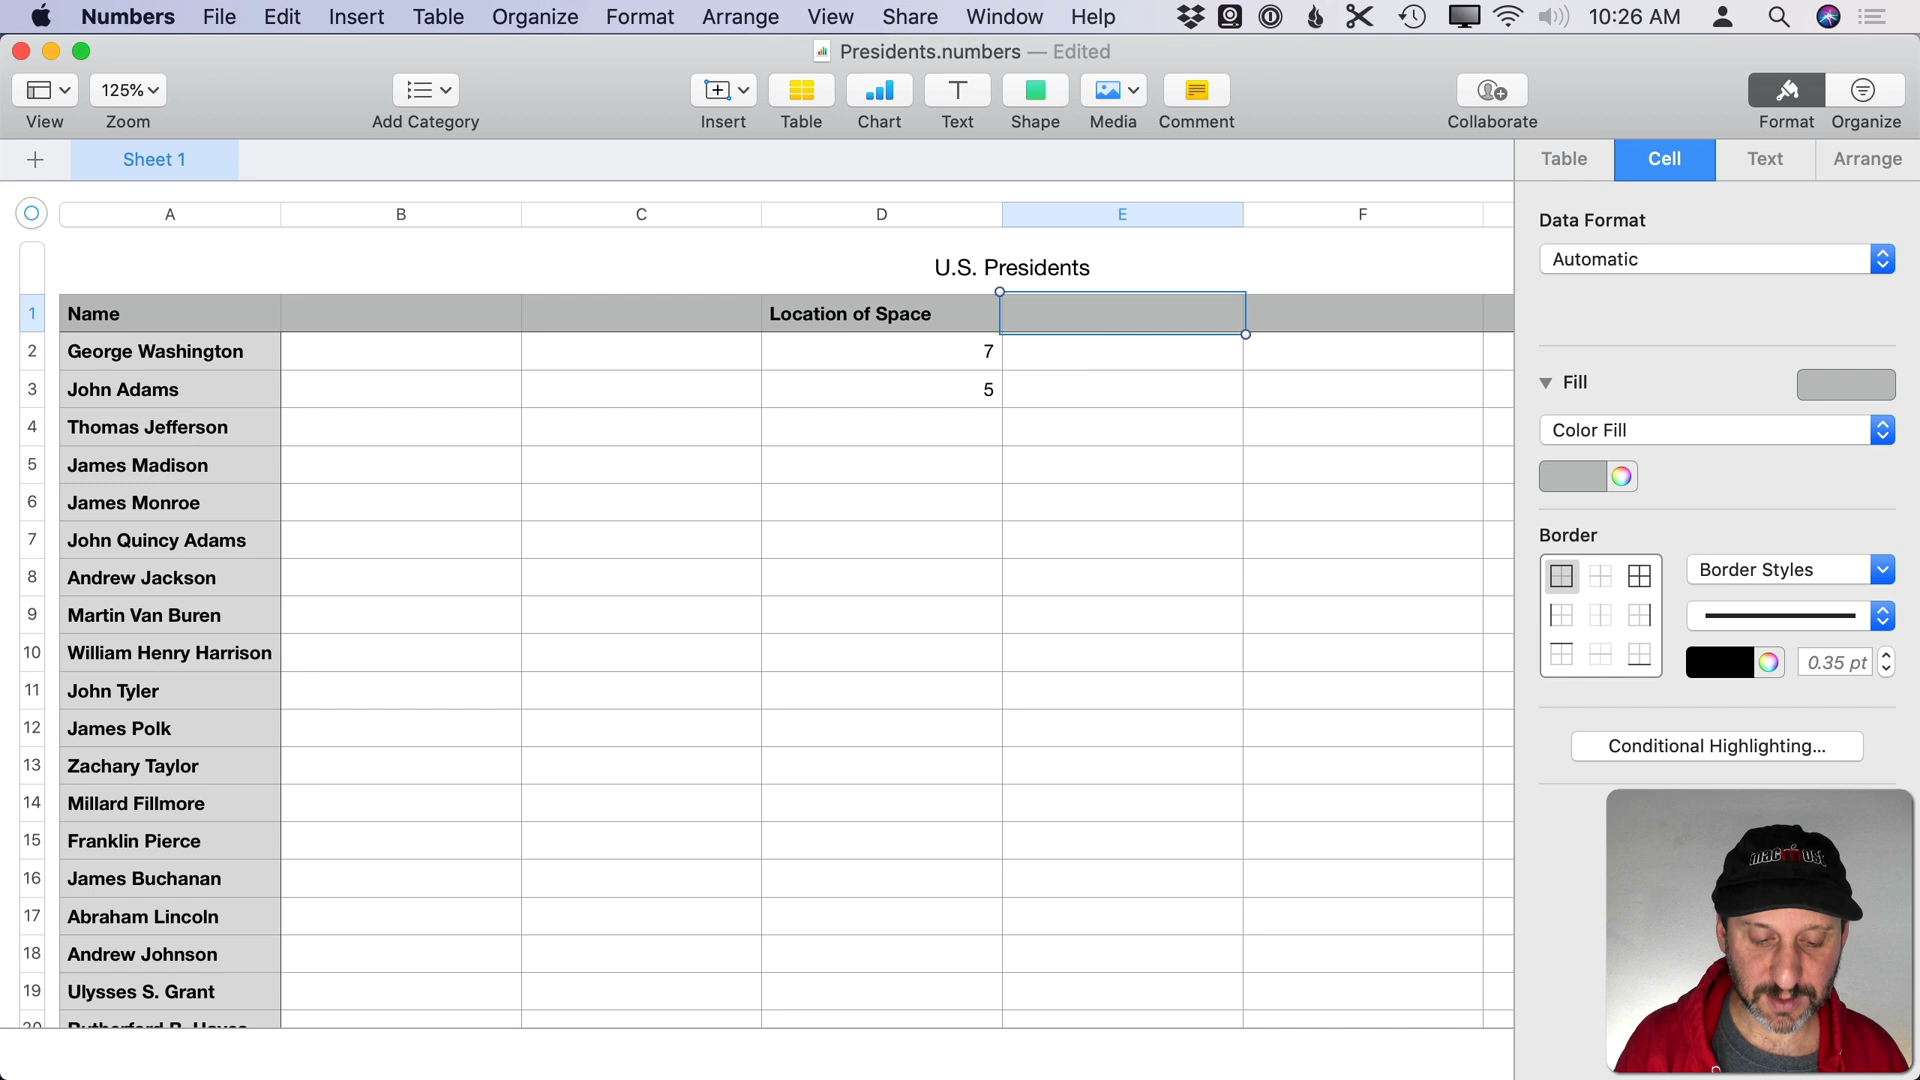 Numbers File Edit Insert Table Organize Format Arrange View Share Window Help 10:26 AM
Presidents.numbers — Edited
125%
View Zoom Add Category Insert Table Chart Text Shape Media Comment Collaborate Format Organize
Sheet 1
Table Cell Text Arrange
A B C D E F
U.S. Presidents
1 Name Location of Space
2 George Washington 7
3 John Adams 5
4 Thomas Jefferson
5 James Madison
6 James Monroe
7 John Quincy Adams
8 Andrew Jackson
9 Martin Van Buren
10 William Henry Harrison
11 John Tyler
12 James Polk
13 Zachary Taylor
14 Millard Fillmore
15 Franklin Pierce
16 James Buchanan
17 Abraham Lincoln
18 Andrew Johnson
19 Ulysses S. Grant
20 Rutherford B. Hayes
Data Format
Automatic
Fill
Color Fill
Border
Border Styles
0.35 pt
Conditional Highlighting...
macmost